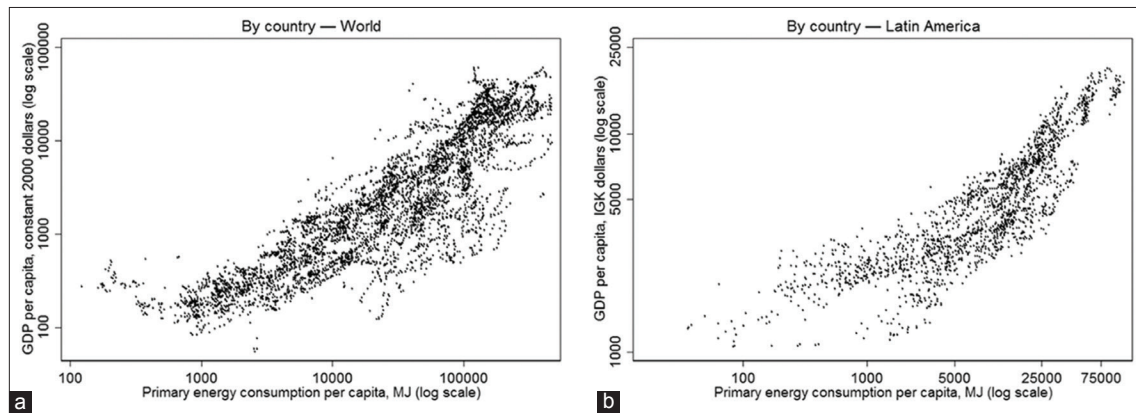 By country — World
GDP per capita, constant 2000 dollars (log scale)
100000
10000
1000
100
100
1000
10000
100000
Primary energy consumption per capita, MJ (log scale)
a
By country — Latin America
GDP per capita, IGK dollars (log scale)
25000
10000
5000
1000
100
1000
5000
25000
75000
Primary energy consumption per capita, MJ (log scale)
b